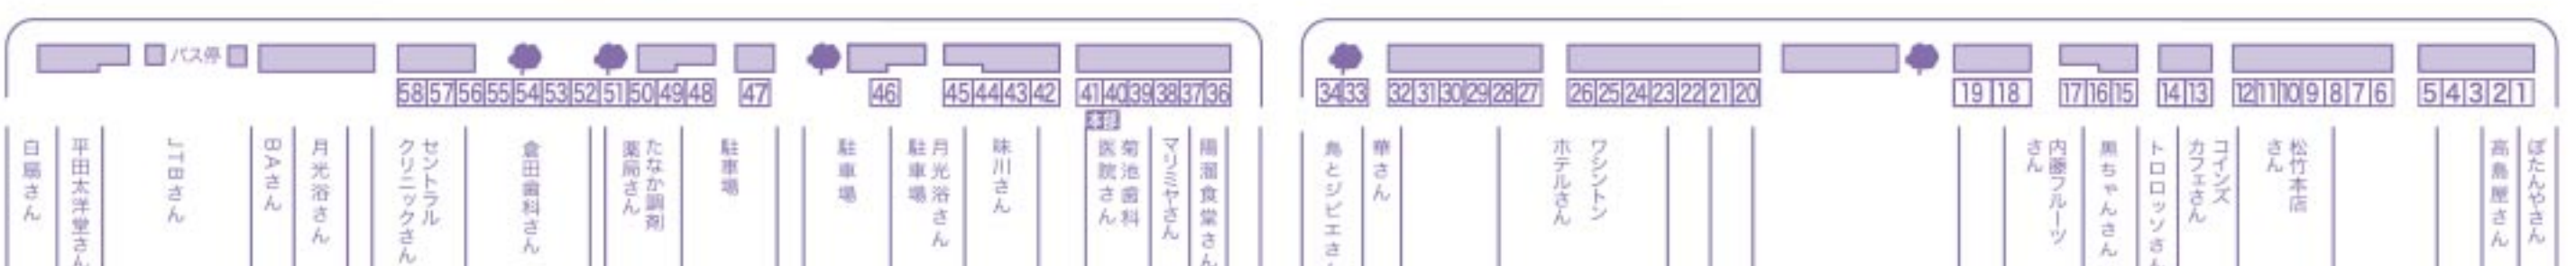 バス停
58 57 56 55 54 53 52 51 50 49 48
47
46
45 44 43 42
41 40 39 38 37 36
34 33
32 31 30 29 28 27
26 25 24 23 22 21 20
19 18
17 16 15
14 13
12 11 10 9 8 7 6
5 4 3 2 1
本部
白扇さん
平田太洋堂さん
JTBさん
BAさん
月光浴さん
セントラル
クリニックさん
倉田歯科さん
たなか調剤
薬局さん
駐車場
駐車場
月光浴さん
駐車場
味川さん
菊池歯科
医院さん
マリミヤさん
陽溜食堂さん
鳥とジビエさ
華さん
ワシントン
ホテルさん
内藤フルーツ
さん
黒ちゃんさん
トロロッソさん
コインズ
カフェさん
松竹本店
さん
高島屋さん
ぼたんやさん